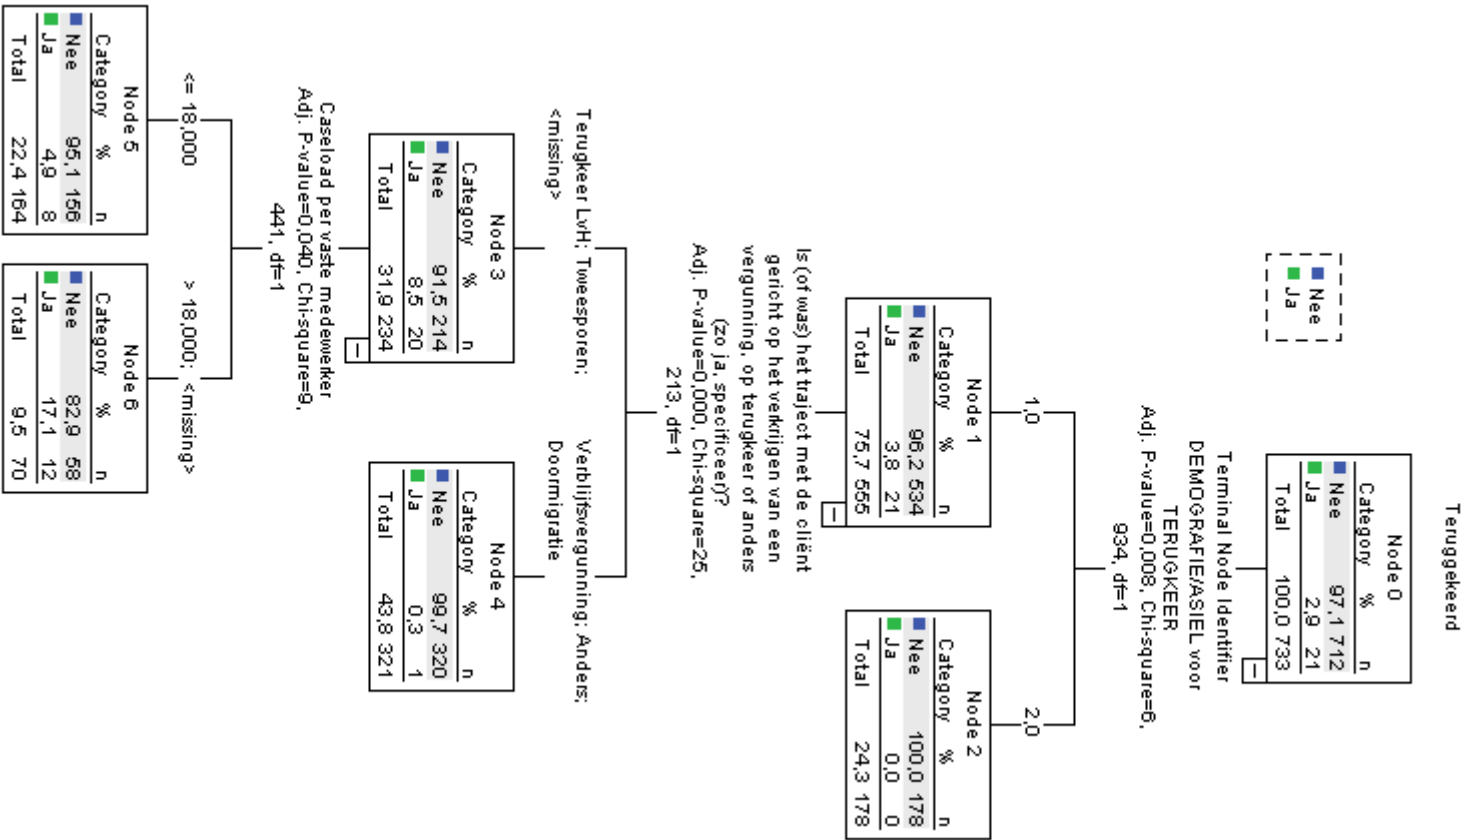 Teruggekeerd
Nee
Ja
Node 0
Category % n
Nee 97,1 712
Ja 2,9 21
Total 100,0 733
Terminal Node Identifier
DEMOGRAFIE/ASIEL voor
TERUGKEER
Adj. P-value=0,008, Chi-square=6,
934, df=1
1,0
2,0
Node 1
Category % n
Nee 96,2 534
Ja 3,8 21
Total 75,7 555
Node 2
Category % n
Nee 100,0 178
Ja 0,0 0
Total 24,3 178
Is (of was) het traject met de cliënt
gericht op het verkrijgen van een
vergunning, op terugkeer of anders
(zo ja, specificeer)?
Adj. P-value=0,000, Chi-square=25,
213, df=1
Terugkeer LvH; Tweesporen;
<missing>
Verblijfsvergunning; Anders;
Doormigratie
Node 3
Category % n
Nee 91,5 214
Ja 8,5 20
Total 31,9 234
Node 4
Category % n
Nee 99,7 320
Ja 0,3 1
Total 43,8 321
Caseload per vaste medewerker
Adj. P-value=0,040, Chi-square=9,
441, df=1
<= 18,000
> 18,000; <missing>
Node 5
Category % n
Nee 95,1 156
Ja 4,9 8
Total 22,4 164
Node 6
Category % n
Nee 82,9 58
Ja 17,1 12
Total 9,5 70